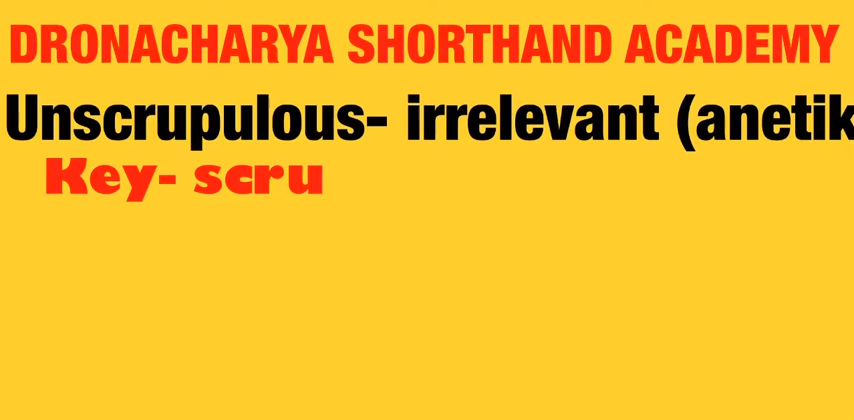 DRONACHARYA SHORTHAND ACADEMY
Unscrupulous- irrelevant (anetik
Key- scru